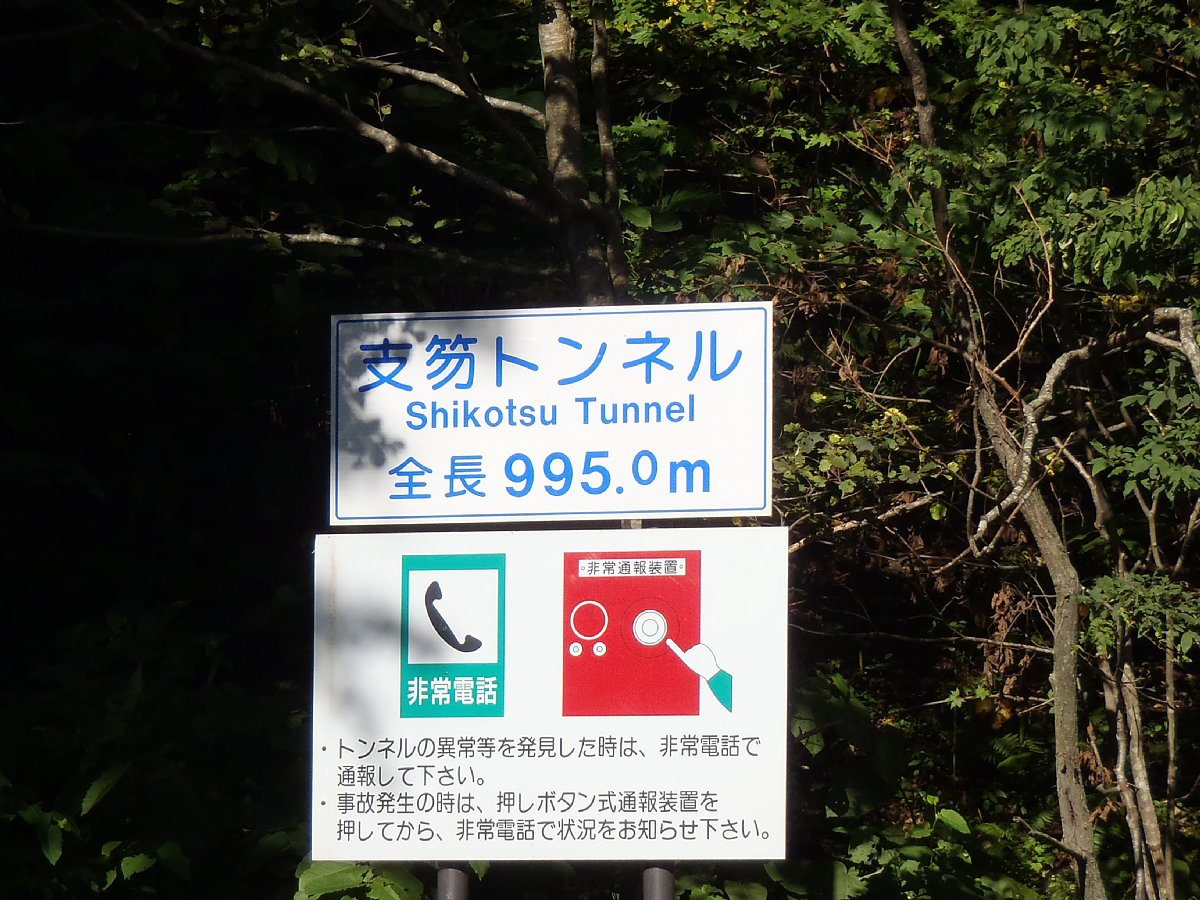 支笏トンネル
Shikotsu Tunnel
全長 995.0m
非常通報装置
非常電話
・トンネルの異常等を発見した時は、非常電話で
通報して下さい。
・事故発生の時は、押しボタン式通報装置を
押してから、非常電話で状況をお知らせ下さい。